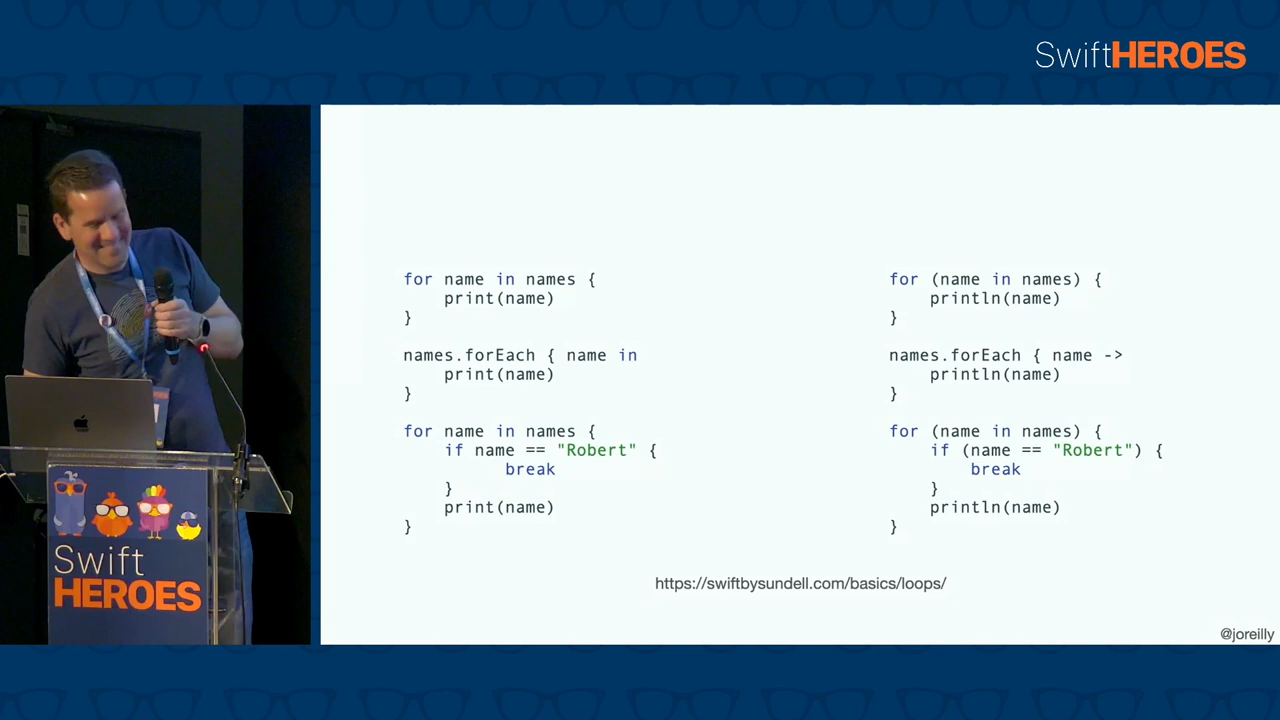 SwiftHEROES
for name in names {
    print(name)
}
names.forEach { name in
    print(name)
}
for name in names {
    if name == "Robert" {
          break
    }
    print(name)
}
for (name in names) {
    println(name)
}
names.forEach { name ->
    println(name)
}
for (name in names) {
    if (name == "Robert") {
        break
    }
    println(name)
}
https://swiftbysundell.com/basics/loops/
@joreilly
Swift
HEROES